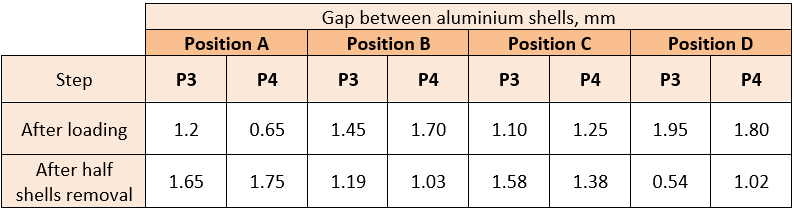 Gap between aluminium shells, mm
Position A Position B Position C Position D
Step P3 P4 P3 P4 P3 P4 P3 P4
After loading 1.2 0.65 1.45 1.70 1.10 1.25 1.95 1.80
After half
shells removal 1.65 1.75 1.19 1.03 1.58 1.38 0.54 1.02